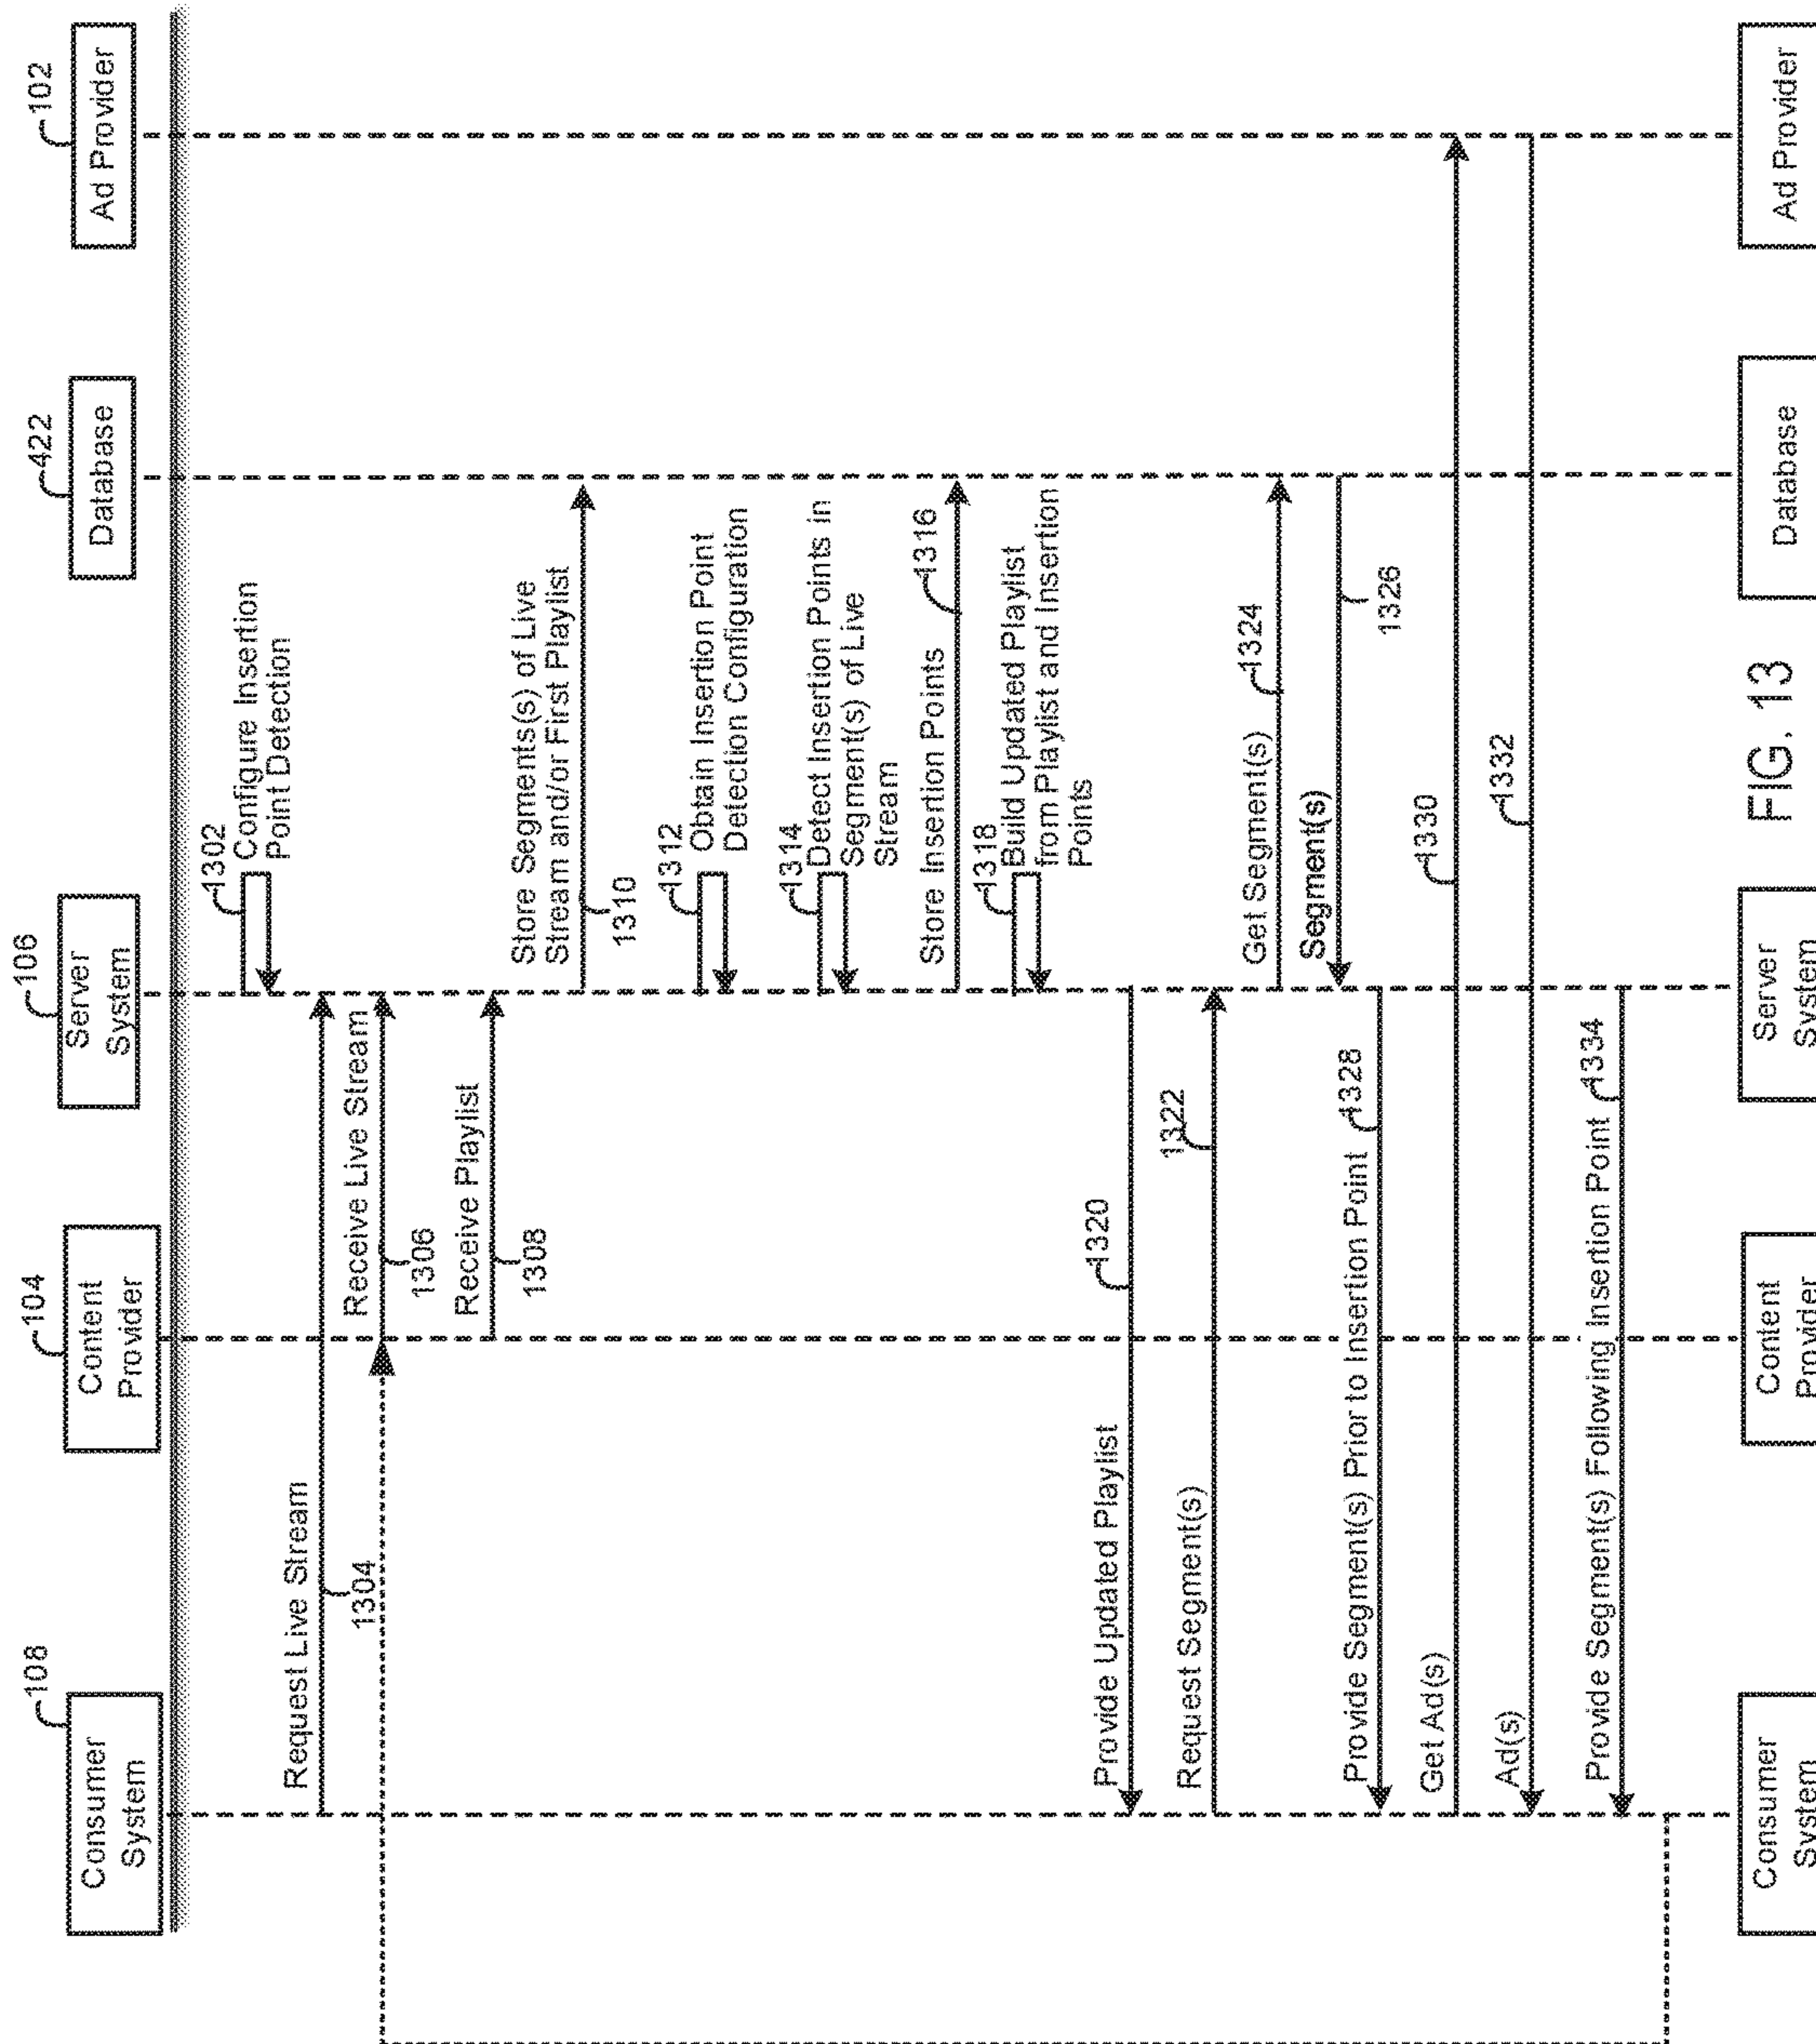 108
Consumer
System
104
Content
Provider
106
Server
System
422
Database
102
Ad Provider
1302
Configure Insertion
Point Detection
Request Live Stream
1304
Receive Live Stream
1306
Receive Playlist
1308
Store Segments(s) of Live
Stream and/or First Playlist
1310
1312
Obtain Insertion Point
Detection Configuration
1314
Detect Insertion Points in
Segment(s) of Live
Stream
Store Insertion Points
1316
1318
Build Updated Playlist
from Playlist and Insertion
Points
Provide Updated Playlist
1320
Request Segment(s)
1322
Get Segment(s)
1324
Segment(s)
1326
Provide Segment(s) Prior to Insertion Point
1328
Get Ad(s)
1330
Ad(s)
1332
Provide Segment(s) Following Insertion Point
1334
Consumer
System
Content
Provider
Server
System
Database
Ad Provider
FIG. 13